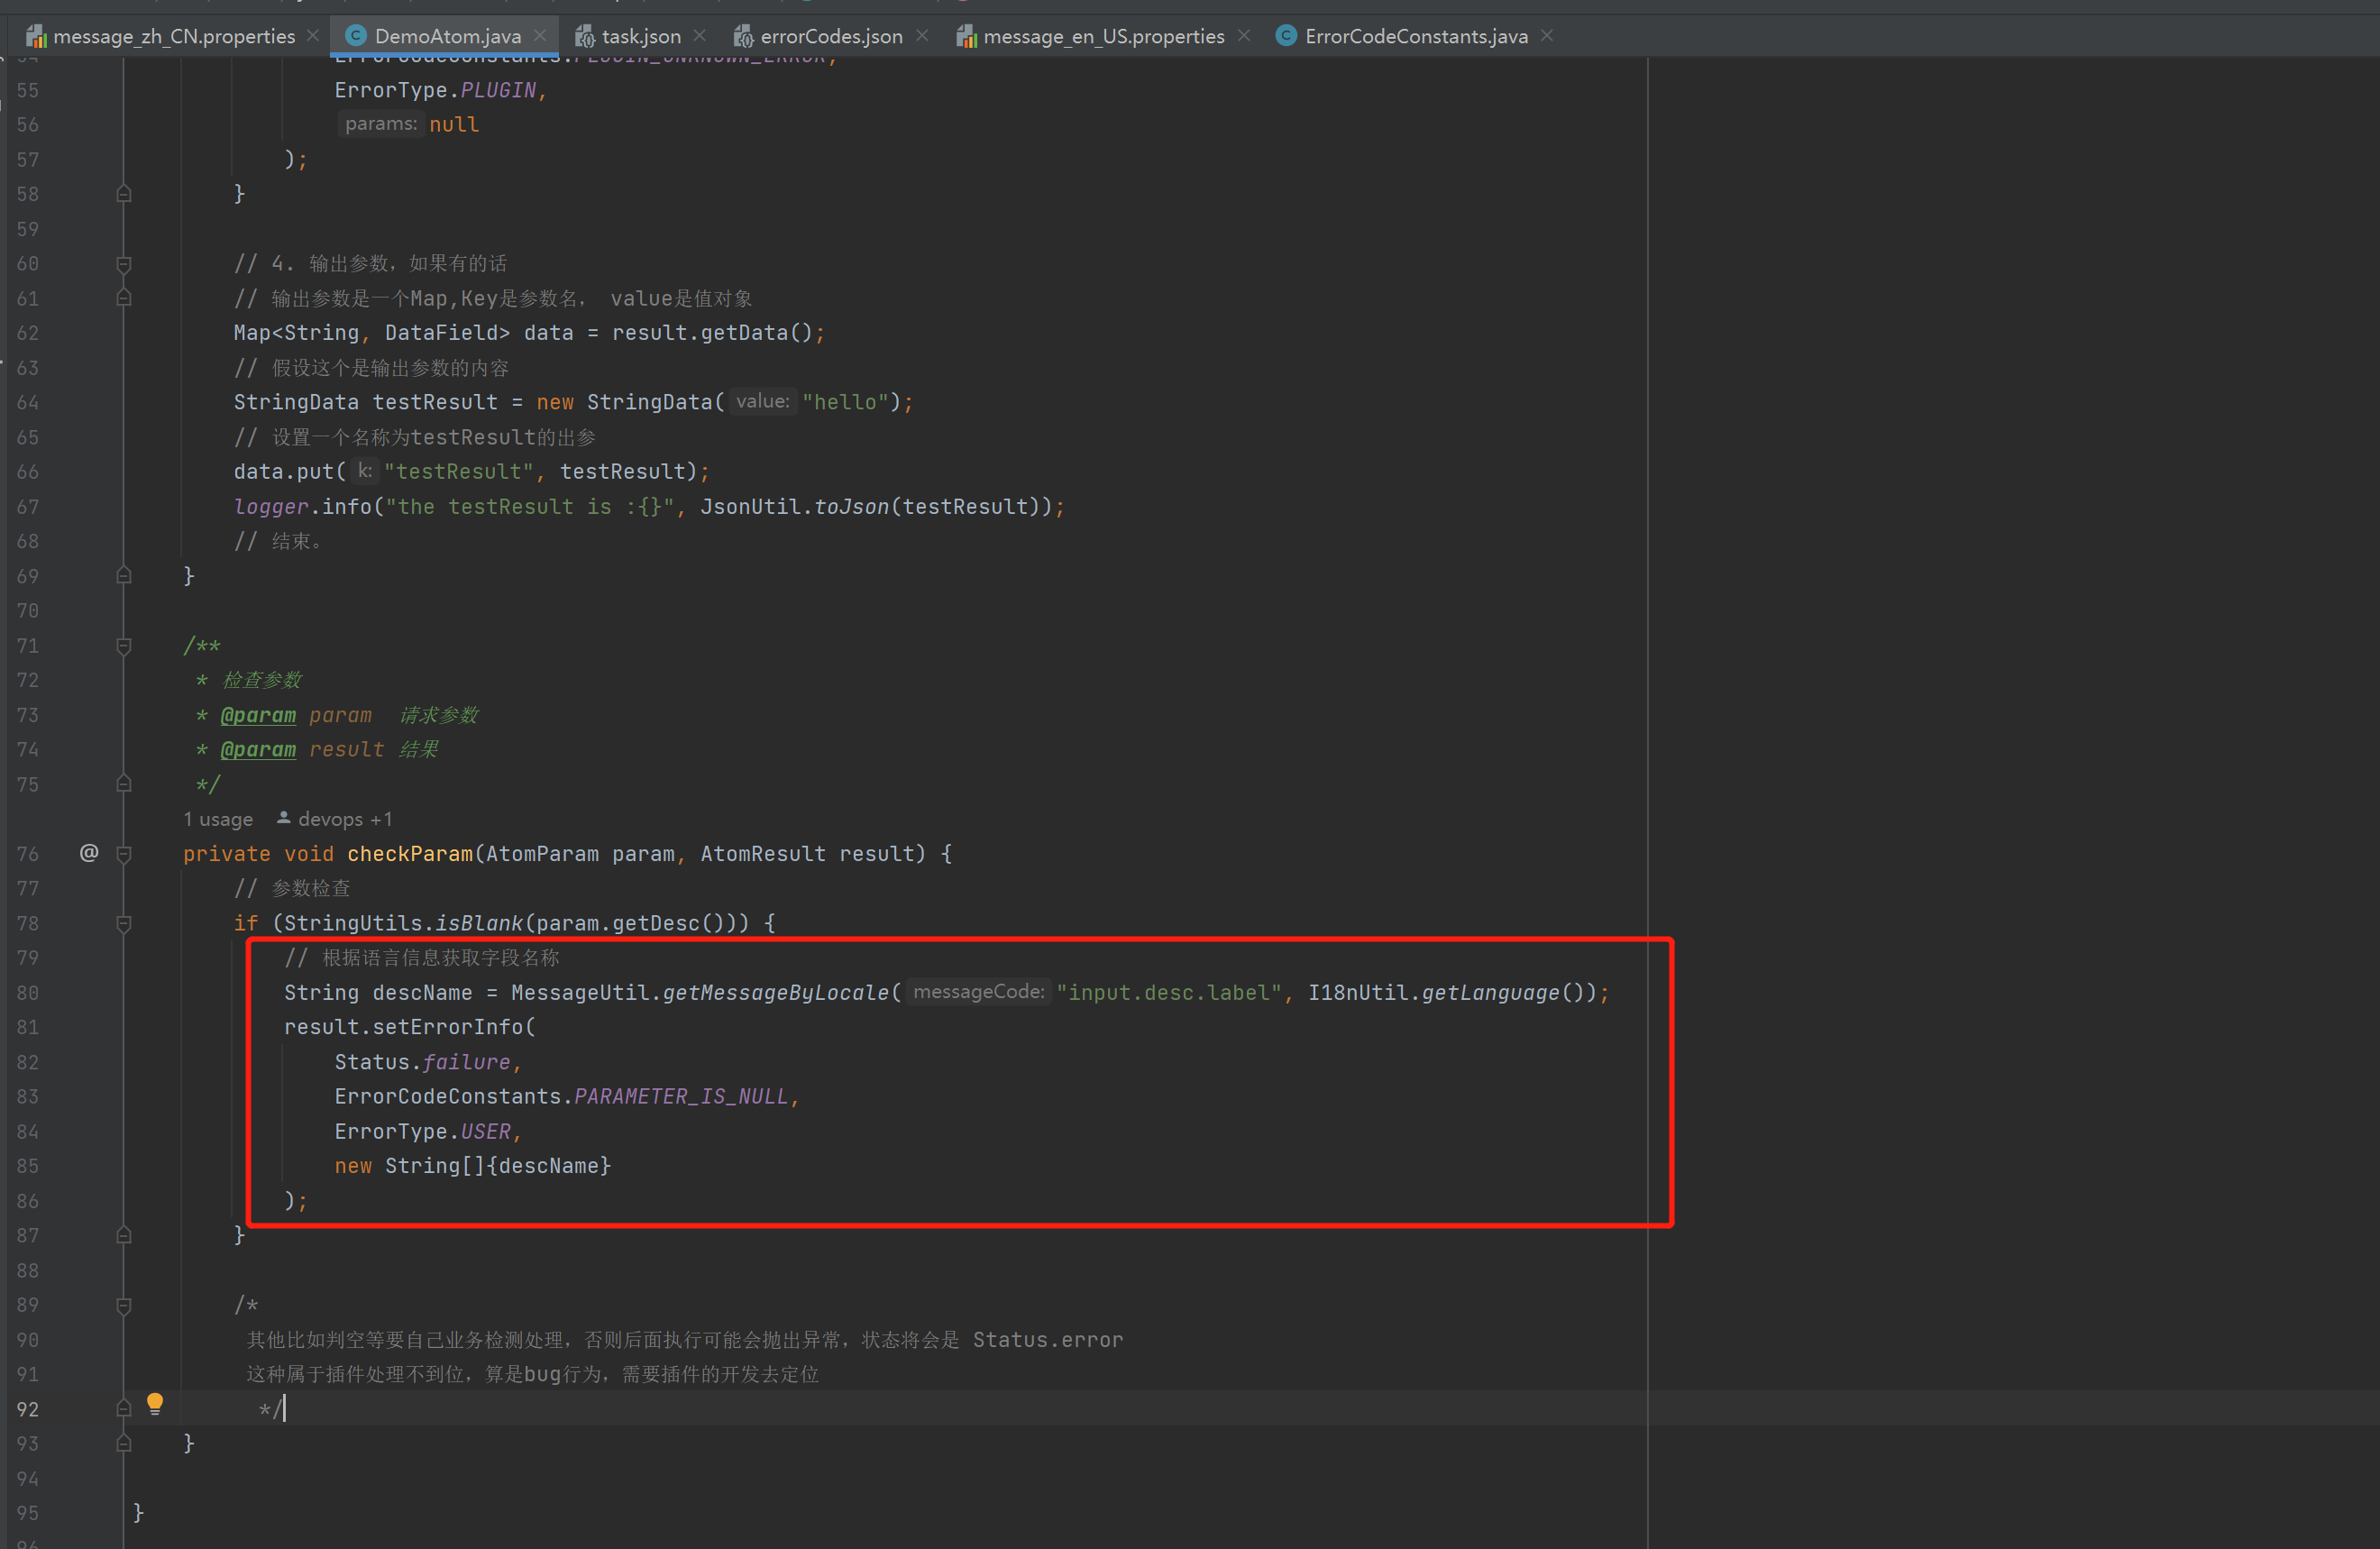 message_zh_CN.properties DemoAtom.java task.json errorCodes.json message_en_US.properties ErrorCodeConstants.java
54 ErrorCodeConstants.PLUGIN_UNKNOWN_ERROR,
55 ErrorType.PLUGIN,
56 params: null
57 );
58 }
59
60 // 4. 输出参数，如果有的话
61 // 输出参数是一个Map,Key是参数名， value是值对象
62 Map<String, DataField> data = result.getData();
63 // 假设这个是输出参数的内容
64 StringData testResult = new StringData( value: "hello");
65 // 设置一个名称为testResult的出参
66 data.put( k: "testResult", testResult);
67 logger.info("the testResult is :{}", JsonUtil.toJson(testResult));
68 // 结束。
69 }
70
71 /**
72 * 检查参数
73 * @param param 请求参数
74 * @param result 结果
75 */
1 usage devops +1
76 @ private void checkParam(AtomParam param, AtomResult result) {
77 // 参数检查
78 if (StringUtils.isBlank(param.getDesc())) {
79 // 根据语言信息获取字段名称
80 String descName = MessageUtil.getMessageByLocale( messageCode: "input.desc.label", I18nUtil.getLanguage());
81 result.setErrorInfo(
82 Status.failure,
83 ErrorCodeConstants.PARAMETER_IS_NULL,
84 ErrorType.USER,
85 new String[]{descName}
86 );
87 }
88
89 /*
90 其他比如判空等要自己业务检测处理，否则后面执行可能会抛出异常，状态将会是 Status.error
91 这种属于插件处理不到位，算是bug行为，需要插件的开发去定位
92 */
93 }
94
95 }
96